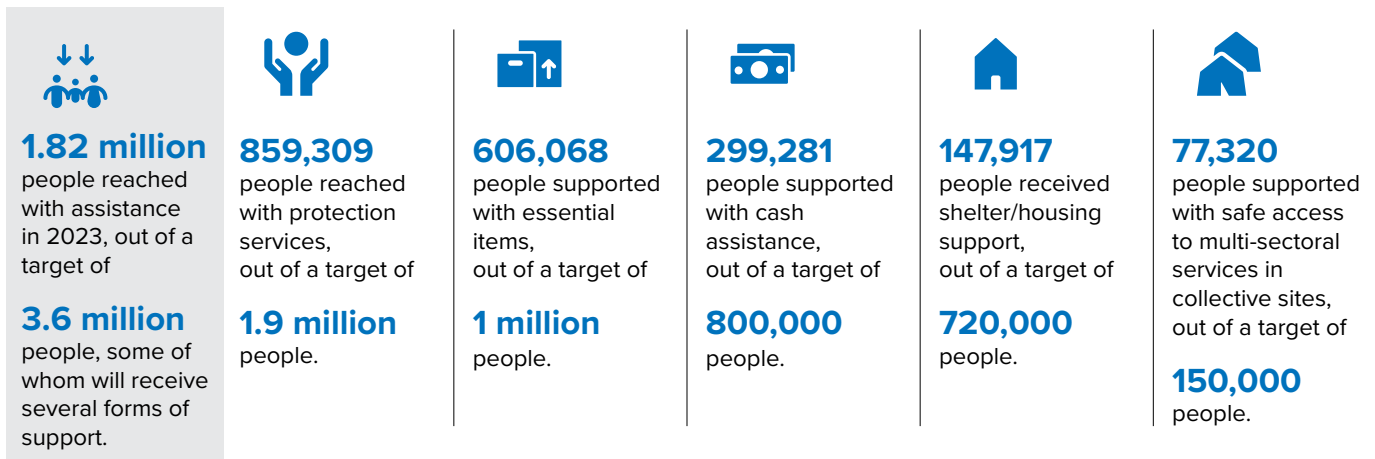 1.82 million
people reached
with assistance
in 2023, out of a
target of
3.6 million
people, some of
whom will receive
several forms of
support.
859,309
people reached
with protection
services,
out of a target of
1.9 million
people.
606,068
people supported
with essential
items,
out of a target of
1 million
people.
299,281
people supported
with cash
assistance,
out of a target of
800,000
people.
147,917
people received
shelter/housing
support,
out of a target of
720,000
people.
77,320
people supported
with safe access
to multi-sectoral
services in
collective sites,
out of a target of
150,000
people.